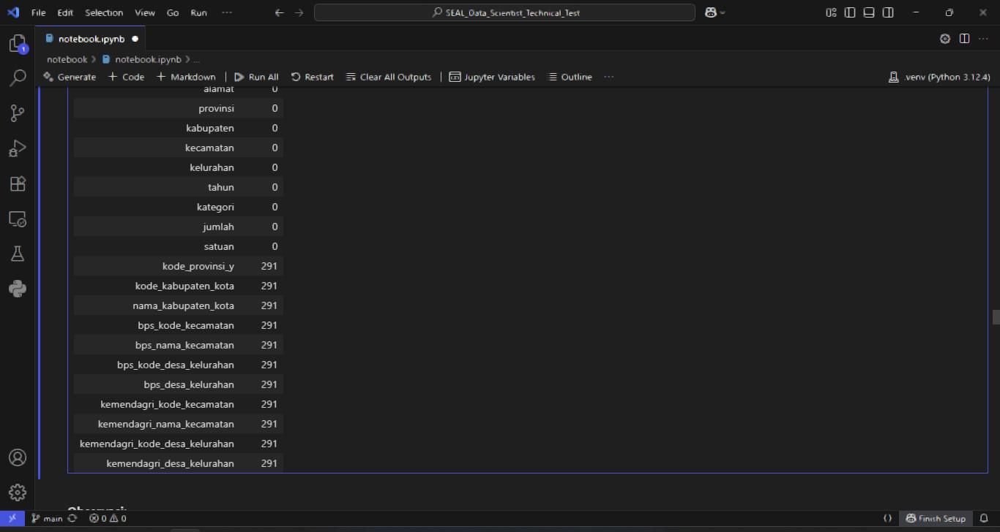 File Edit Selection View Go Run ··· SEAL_Data_Scientist_Technical_Test
notebook.ipynb
1
notebook > notebook.ipynb > ...
Generate + Code + Markdown Run All Restart Clear All Outputs Jupyter Variables Outline ··· .venv (Python 3.12.4)
alamat 0
provinsi 0
kabupaten 0
kecamatan 0
kelurahan 0
tahun 0
kategori 0
jumlah 0
satuan 0
kode_provinsi_y 291
kode_kabupaten_kota 291
nama_kabupaten_kota 291
bps_kode_kecamatan 291
bps_nama_kecamatan 291
bps_kode_desa_kelurahan 291
bps_desa_kelurahan 291
kemendagri_kode_kecamatan 291
kemendagri_nama_kecamatan 291
kemendagri_kode_desa_kelurahan 291
kemendagri_desa_kelurahan 291
main 0 0 {} Finish Setup